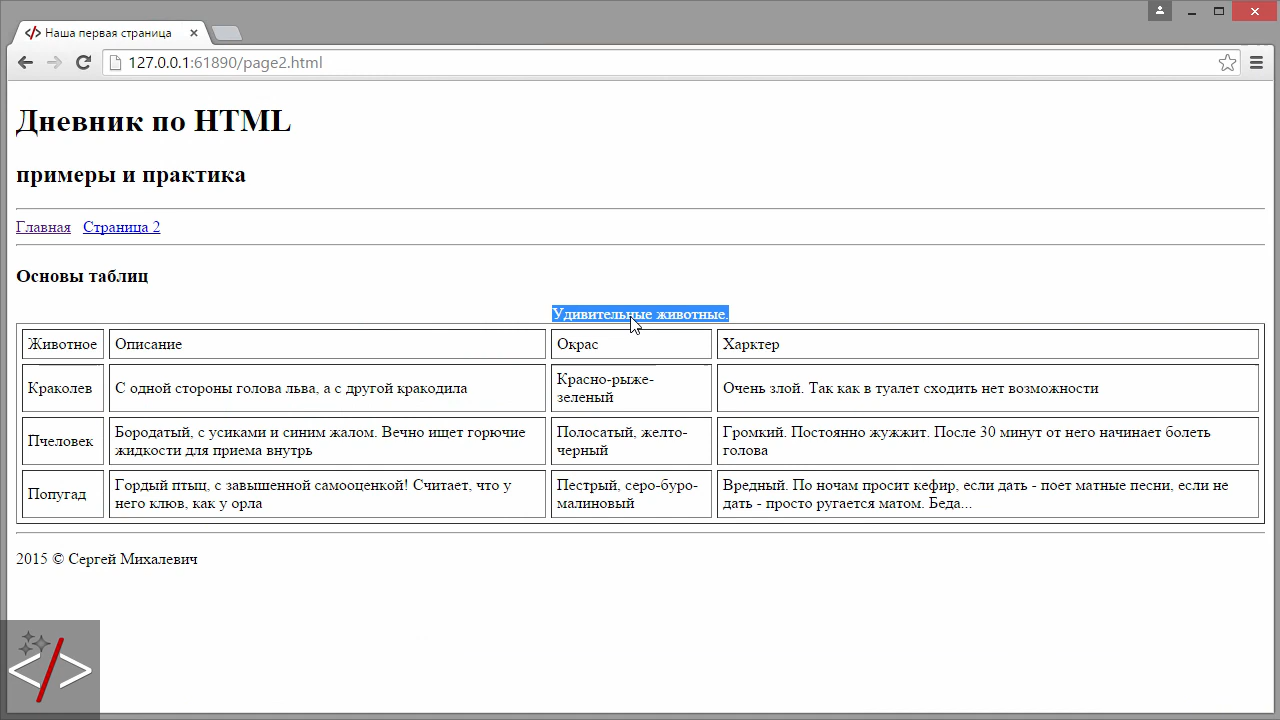 Наша первая страница
127.0.0.1:61890/page2.html
Дневник по HTML
примеры и практика
Главная Страница 2
Основы таблиц
Удивительные животные.
Животное Описание Окрас Харктер
Краколев С одной стороны голова льва, а с другой кракодила Красно-рыже-
зеленый Очень злой. Так как в туалет сходить нет возможности
Пчеловек Бородатый, с усиками и синим жалом. Вечно ищет горючие
жидкости для приема внутрь Полосатый, желто-
черный Громкий. Постоянно жужжит. После 30 минут от него начинает болеть
голова
Попугад Гордый птыц, с завышенной самооценкой! Считает, что у
него клюв, как у орла Пестрый, серо-буро-
малиновый Вредный. По ночам просит кефир, если дать - поет матные песни, если не
дать - просто ругается матом. Беда...
2015 © Сергей Михалевич